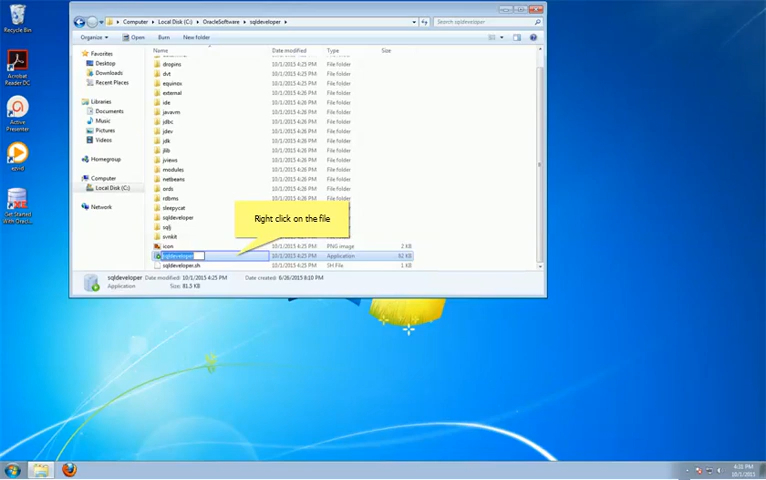 Computer ▸ Local Disk (C:) ▸ OracleSoftware ▸ sqldeveloper ▸
Search sqldeveloper
Organize
Open
Burn
New folder
Name
Date modified
Type
Size
Favorites
Desktop
Downloads
Recent Places
Libraries
Documents
Music
Pictures
Videos
Homegroup
Computer
Local Disk (C:)
Network
dropins 10/1/2015 4:25 PM File folder
dvt 10/1/2015 4:25 PM File folder
equinox 10/1/2015 4:25 PM File folder
external 10/1/2015 4:26 PM File folder
ide 10/1/2015 4:26 PM File folder
javavm 10/1/2015 4:26 PM File folder
jdbc 10/1/2015 4:26 PM File folder
jdev 10/1/2015 4:26 PM File folder
jdk 10/1/2015 4:26 PM File folder
jlib 10/1/2015 4:26 PM File folder
jviews 10/1/2015 4:26 PM File folder
modules 10/1/2015 4:26 PM File folder
netbeans 10/1/2015 4:26 PM File folder
ords 10/1/2015 4:25 PM File folder
rdbms 10/1/2015 4:25 PM File folder
sleepycat
sqldeveloper
sqlj
svnkit
icon 10/1/2015 4:25 PM PNG image 2 KB
sqldeveloper 10/1/2015 4:25 PM Application 82 KB
sqldeveloper.sh 10/1/2015 4:25 PM SH File 1 KB
Right click on the file
sqldeveloper Date modified: 10/1/2015 4:25 PM Date created: 6/26/2015 8:10 PM
Application Size: 81.5 KB
Recycle Bin
Acrobat
Reader DC
Active
Presenter
Get Started
With Oracl...
4:31 PM
10/1/2015